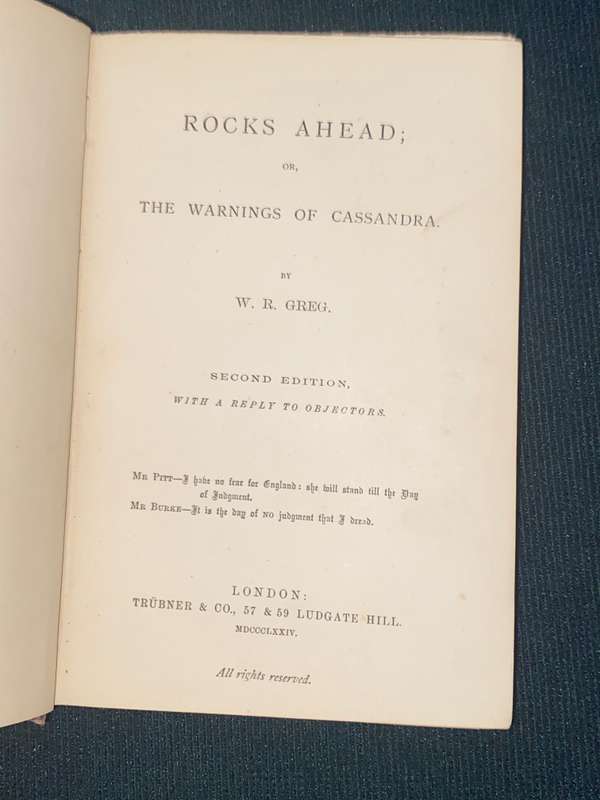 ROCKS AHEAD;
OR,
THE WARNINGS OF CASSANDRA.
BY
W. R. GREG.
SECOND EDITION,
WITH A REPLY TO OBJECTORS.
MR PITT—I have no fear for England: she will stand till the Day
of Judgment.
MR BURKE—It is the day of NO judgment that I dread.
LONDON:
TRÜBNER & CO., 57 & 59 LUDGATE HILL.
MDCCCLXXIV.
All rights reserved.